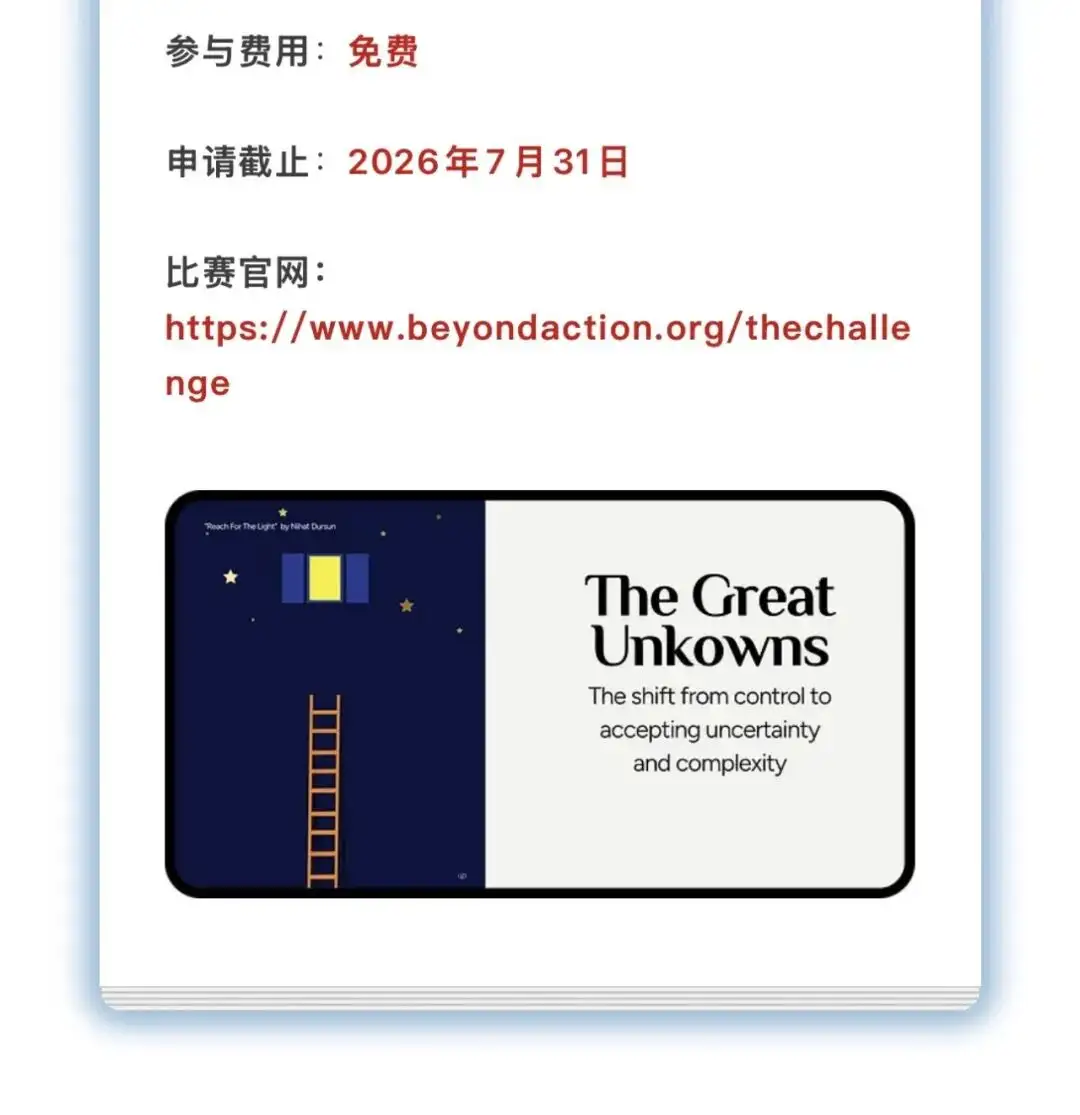 参与费用：免费
申请截止：2026年7月31日
比赛官网：
https://www.beyondaction.org/thechalle
nge
"Reach For The Light" by Nihat Dursun
The Great
Unkowns
The shift from control to
accepting uncertainty
and complexity